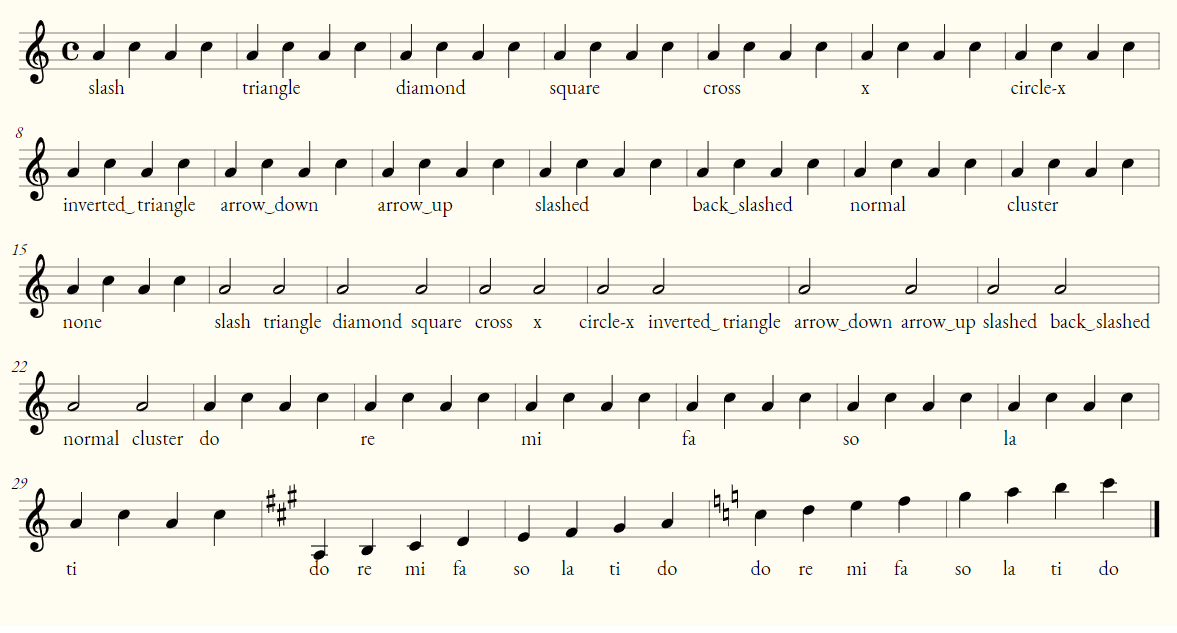 slash triangle diamond square cross x circle-x
8
inverted_triangle arrow_down arrow_up slashed back_slashed normal cluster
15
none slash triangle diamond square cross x circle-x inverted_triangle arrow_down arrow_up slashed back_slashed
22
normal cluster do re mi fa so la
29
ti do re mi fa so la ti do do re mi fa so la ti do